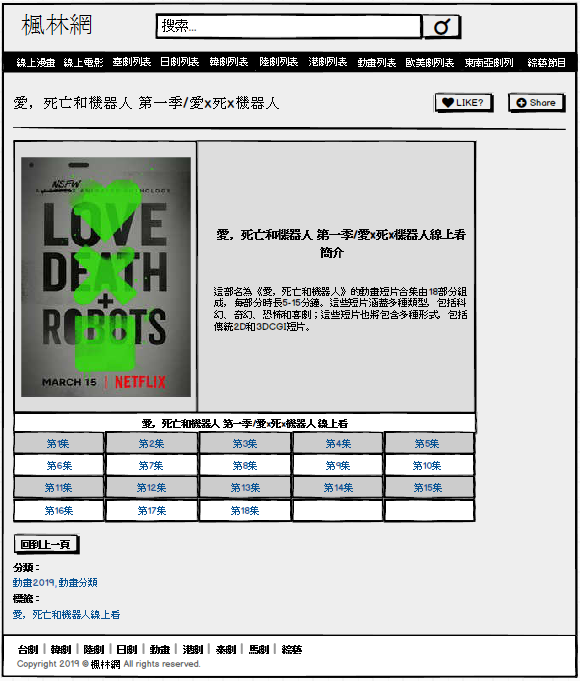 楓林網
搜索...
線上漫畫 線上電影 臺劇列表 日劇列表 韓劇列表 陸劇列表 港劇列表 動畫列表 歐美劇列表 東南亞劇列 綜藝節目
愛，死亡和機器人 第一季/愛x死x機器人
LIKE?
Share
NSFW
ANTHOLOGY
LOVE
DEATH
+
ROBOTS
MARCH 15 | NETFLIX
愛，死亡和機器人 第一季/愛x死x機器人線上看
簡介
這部名為《愛，死亡和機器人》的動畫短片合集由18部分組
成，每部分時長5-15分鐘。這些短片涵蓋多種類型，包括科
幻、奇幻、恐怖和喜劇；這些短片也將包含多種形式，包括
傳統2D和3DCGI短片。
愛，死亡和機器人 第一季/愛x死x機器人 線上看
第1集 第2集 第3集 第4集 第5集
第6集 第7集 第8集 第9集 第10集
第11集 第12集 第13集 第14集 第15集
第16集 第17集 第18集
回到上一頁
分類：
動畫2019, 動畫分類
標籤：
愛，死亡和機器人線上看
台劇 | 韓劇 | 陸劇 | 日劇 | 動畫 | 港劇 | 泰劇 | 馬劇 | 綜藝
Copyright 2019 © 楓林網 All rights reserved.